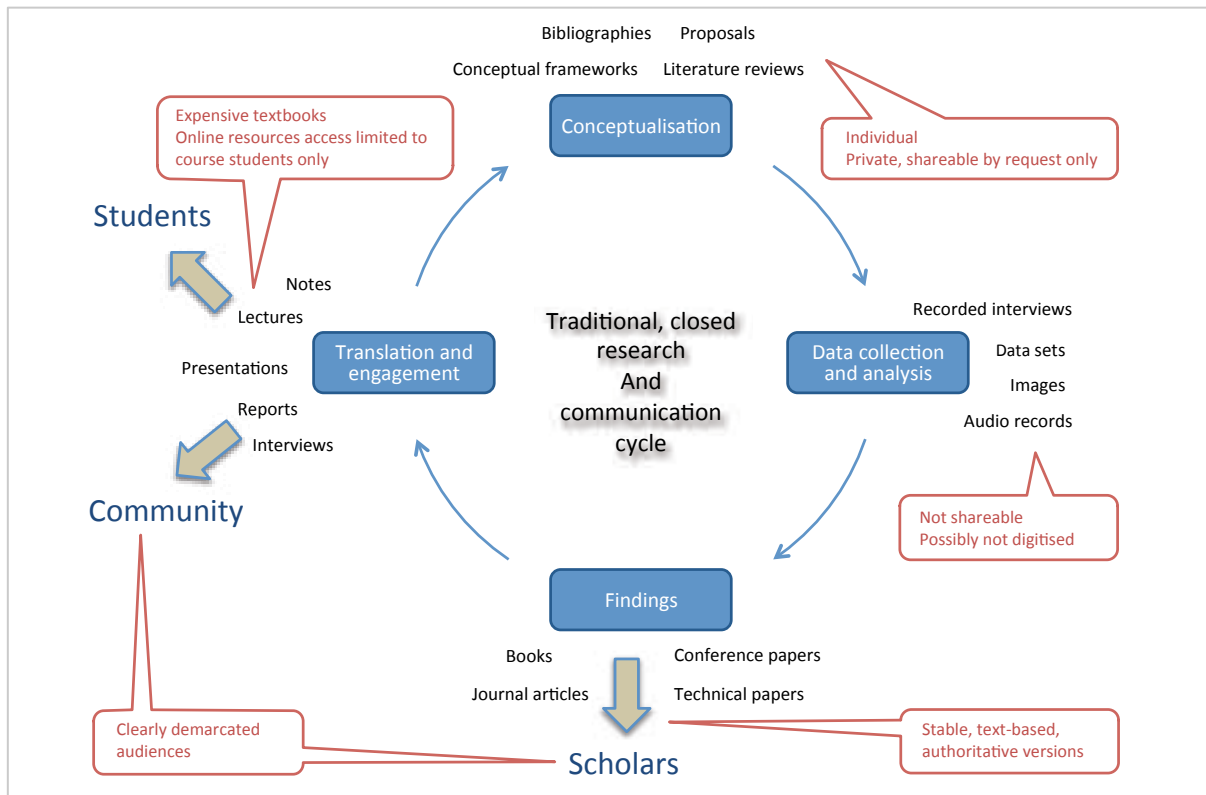 Bibliographies Proposals
Conceptual frameworks Literature reviews
Conceptualisation
Expensive textbooks
Online resources access limited to
course students only
Individual
Private, shareable by request only
Students
Notes
Lectures
Presentations
Reports
Interviews
Translation and
engagement
Community
Traditional, closed
research
And
communication
cycle
Recorded interviews
Data sets
Images
Audio records
Data collection
and analysis
Not shareable
Possibly not digitised
Findings
Books Conference papers
Journal articles Technical papers
Scholars
Clearly demarcated
audiences
Stable, text-based,
authoritative versions